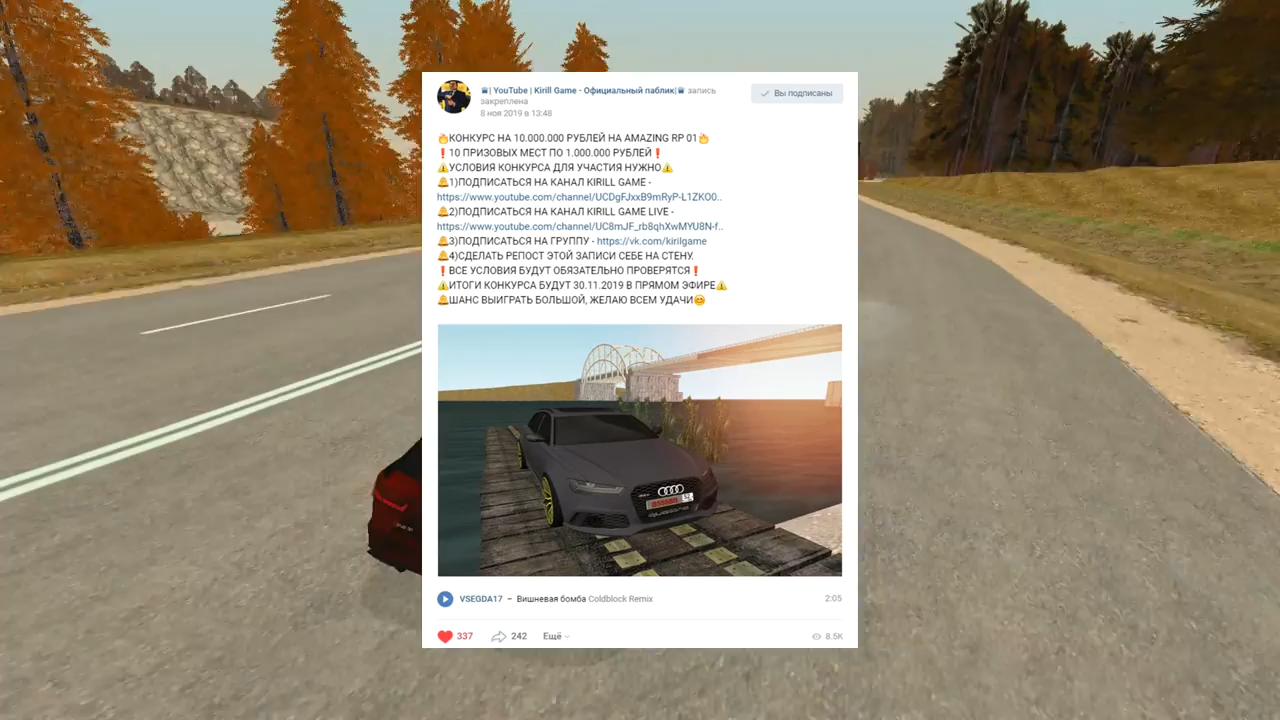 ♕| YouTube | Kirill Game - Официальный паблик|♕ запись
закреплена
8 ноя 2019 в 13:48
Вы подписаны
🔥КОНКУРС НА 10.000.000 РУБЛЕЙ НА AMAZING RP 01🔥
❗10 ПРИЗОВЫХ МЕСТ ПО 1.000.000 РУБЛЕЙ❗
⚠УСЛОВИЯ КОНКУРСА ДЛЯ УЧАСТИЯ НУЖНО⚠
🔔1)ПОДПИСАТЬСЯ НА КАНАЛ KIRILL GAME -
https://www.youtube.com/channel/UCDgFJxxB9mRyP-L1ZKO0..
🔔2)ПОДПИСАТЬСЯ НА КАНАЛ KIRILL GAME LIVE -
https://www.youtube.com/channel/UC8mJF_rb8qhXwMYU8N-f..
🔔3)ПОДПИСАТЬСЯ НА ГРУППУ - https://vk.com/kirilgame
🔔4)СДЕЛАТЬ РЕПОСТ ЭТОЙ ЗАПИСИ СЕБЕ НА СТЕНУ.
❗ВСЕ УСЛОВИЯ БУДУТ ОБЯЗАТЕЛЬНО ПРОВЕРЯТСЯ❗
⚠ИТОГИ КОНКУРСА БУДУТ 30.11.2019 В ПРЯМОМ ЭФИРЕ⚠
🔔ШАНС ВЫИГРАТЬ БОЛЬШОЙ, ЖЕЛАЮ ВСЕМ УДАЧИ😊
quattro
VSEGDA17 – Вишневая бомба Coldblock Remix
2:05
337
242
Ещё
8.5K